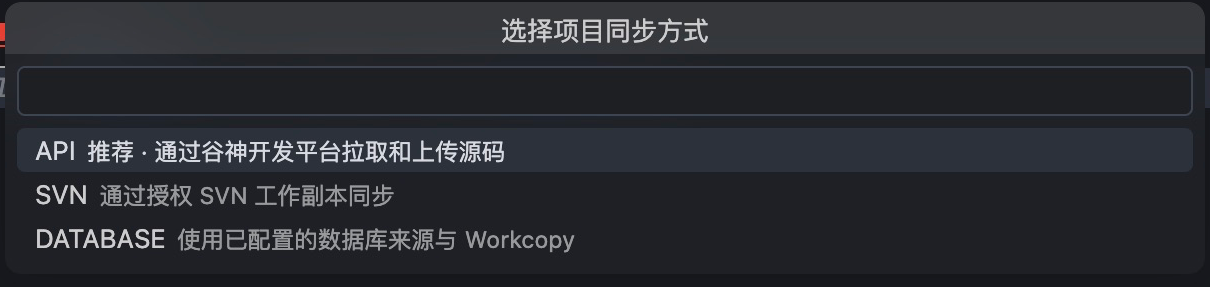 选择项目同步方式
API 推荐 · 通过谷神开发平台拉取和上传源码
SVN 通过授权 SVN 工作副本同步
DATABASE 使用已配置的数据库来源与 Workcopy